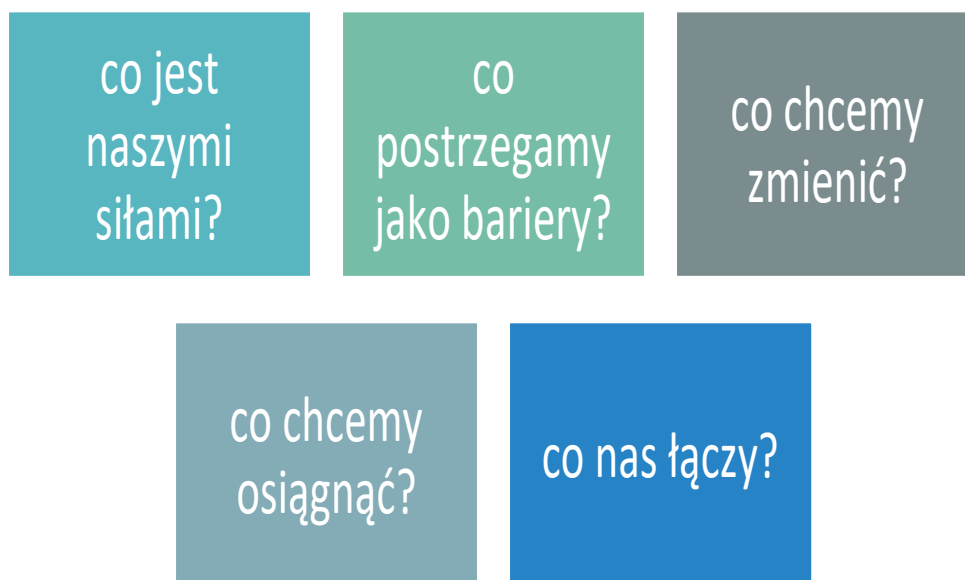 co jest
naszymi
siłami?
co
postrzegamy
jako bariery?
co chcemy
zmienić?
co chcemy
osiągnąć?
co nas łączy?